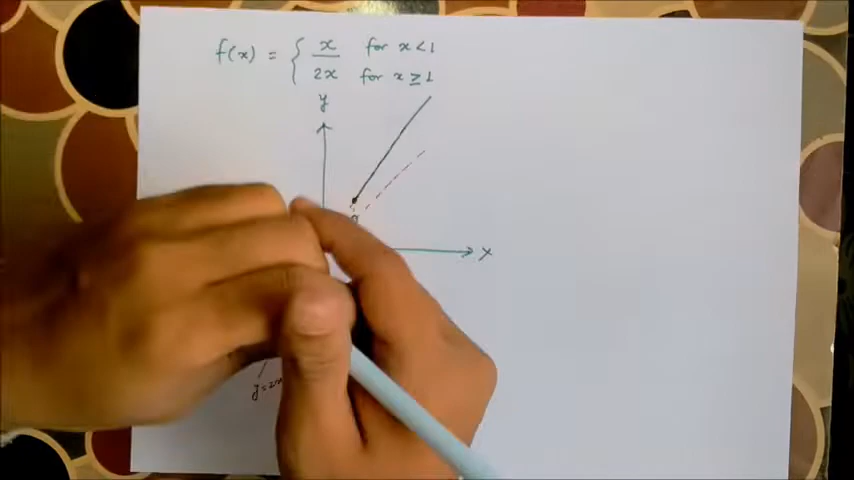 f(x) = { x for x < 1
2x for x ≥ 1
y
x